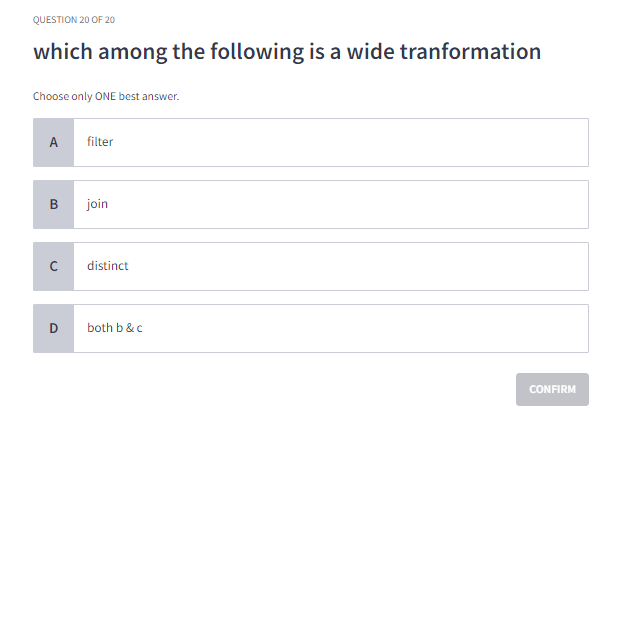 QUESTION 20 OF 20
which among the following is a wide tranformation
Choose only ONE best answer.
A filter
B join
C distinct
D both b & c
CONFIRM